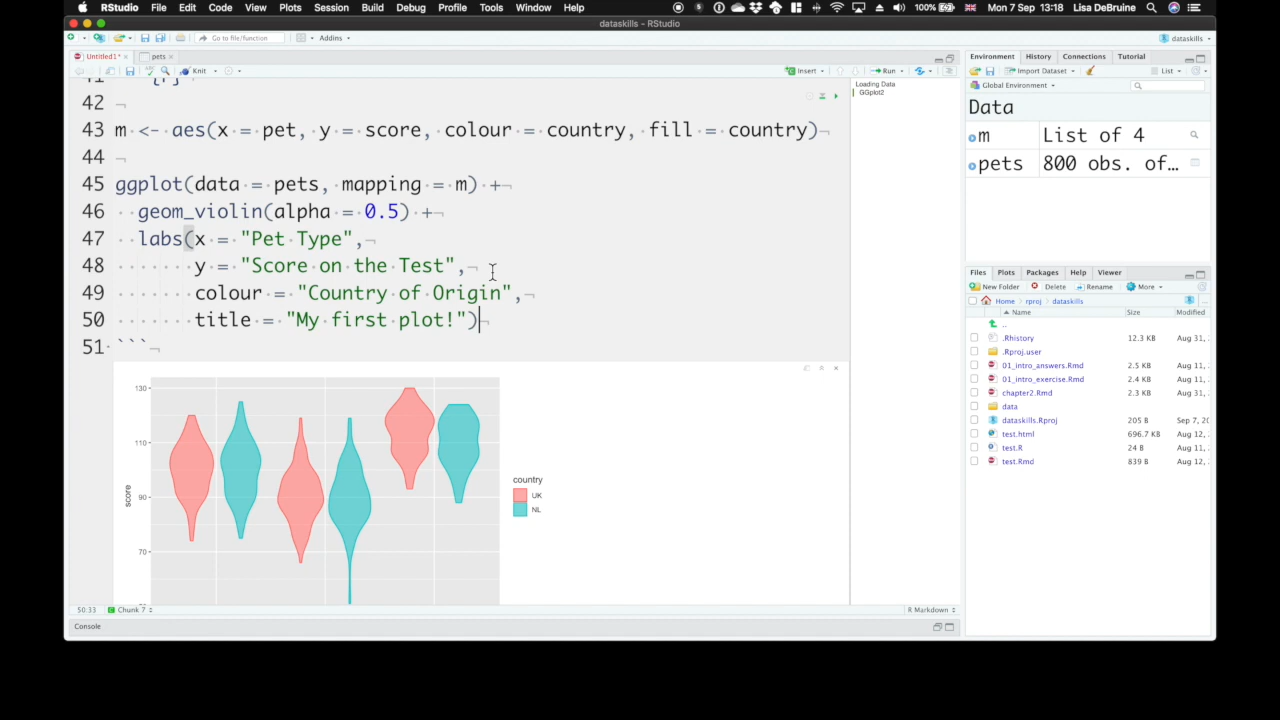 RStudio File Edit Code View Plots Session Build Debug Profile Tools Window Help 100% Mon 7 Sep 13:18 Lisa DeBruine
dataskills - RStudio
Go to file/function Addins dataskills
Untitled1* pets
Knit Insert Run
42
43 m <- aes(x = pet, y = score, colour = country, fill = country)
44
45 ggplot(data = pets, mapping = m) +
46 geom_violin(alpha = 0.5) +
47 labs(x = "Pet Type",
48 y = "Score on the Test",
49 colour = "Country of Origin",
50 title = "My first plot!")
51 ```
130
110
90
70
score
country
UK
NL
50:33 Chunk 7 R Markdown
Console
Loading Data
GGplot2
Environment History Connections Tutorial
Import Dataset List
Global Environment
Data
m List of 4
pets 800 obs. of…
Files Plots Packages Help Viewer
New Folder Delete Rename More
Home rproj dataskills
Name Size Modified
..
.Rhistory 12.3 KB Aug 31,
.Rproj.user
01_intro_answers.Rmd 2.5 KB Aug 11,
01_intro_exercise.Rmd 2.4 KB Aug 11,
chapter2.Rmd 2.3 KB Aug 31,
data
dataskills.Rproj 205 B Sep 7, 20
test.html 696.7 KB Aug 12,
test.R 24 B Aug 11,
test.Rmd 839 B Aug 12,